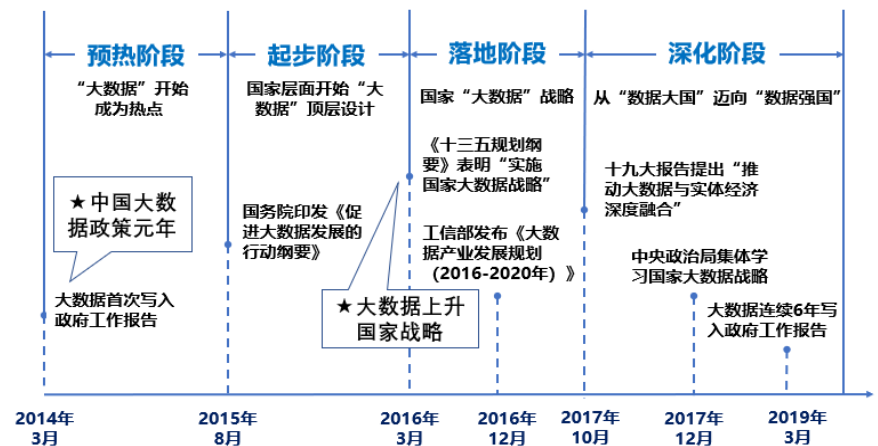 预热阶段
起步阶段
落地阶段
深化阶段
“大数据”开始
成为热点
国家层面开始“大
数据”顶层设计
国家“大数据”战略
从“数据大国”迈向“数据强国”
《十三五规划纲
要》表明“实施
国家大数据战略”
十九大报告提出“推
动大数据与实体经济
深度融合”
★中国大数
据政策元年
国务院印发《促
进大数据发展的
行动纲要》
工信部发布《大数
据产业发展规划
（2016-2020年）》
中央政治局集体学
习国家大数据战略
大数据首次写入
政府工作报告
★大数据上升
国家战略
大数据连续6年写
入政府工作报告
2014年
3月
2015年
8月
2016年
3月
2016年
12月
2017年
10月
2017年
12月
2019年
3月